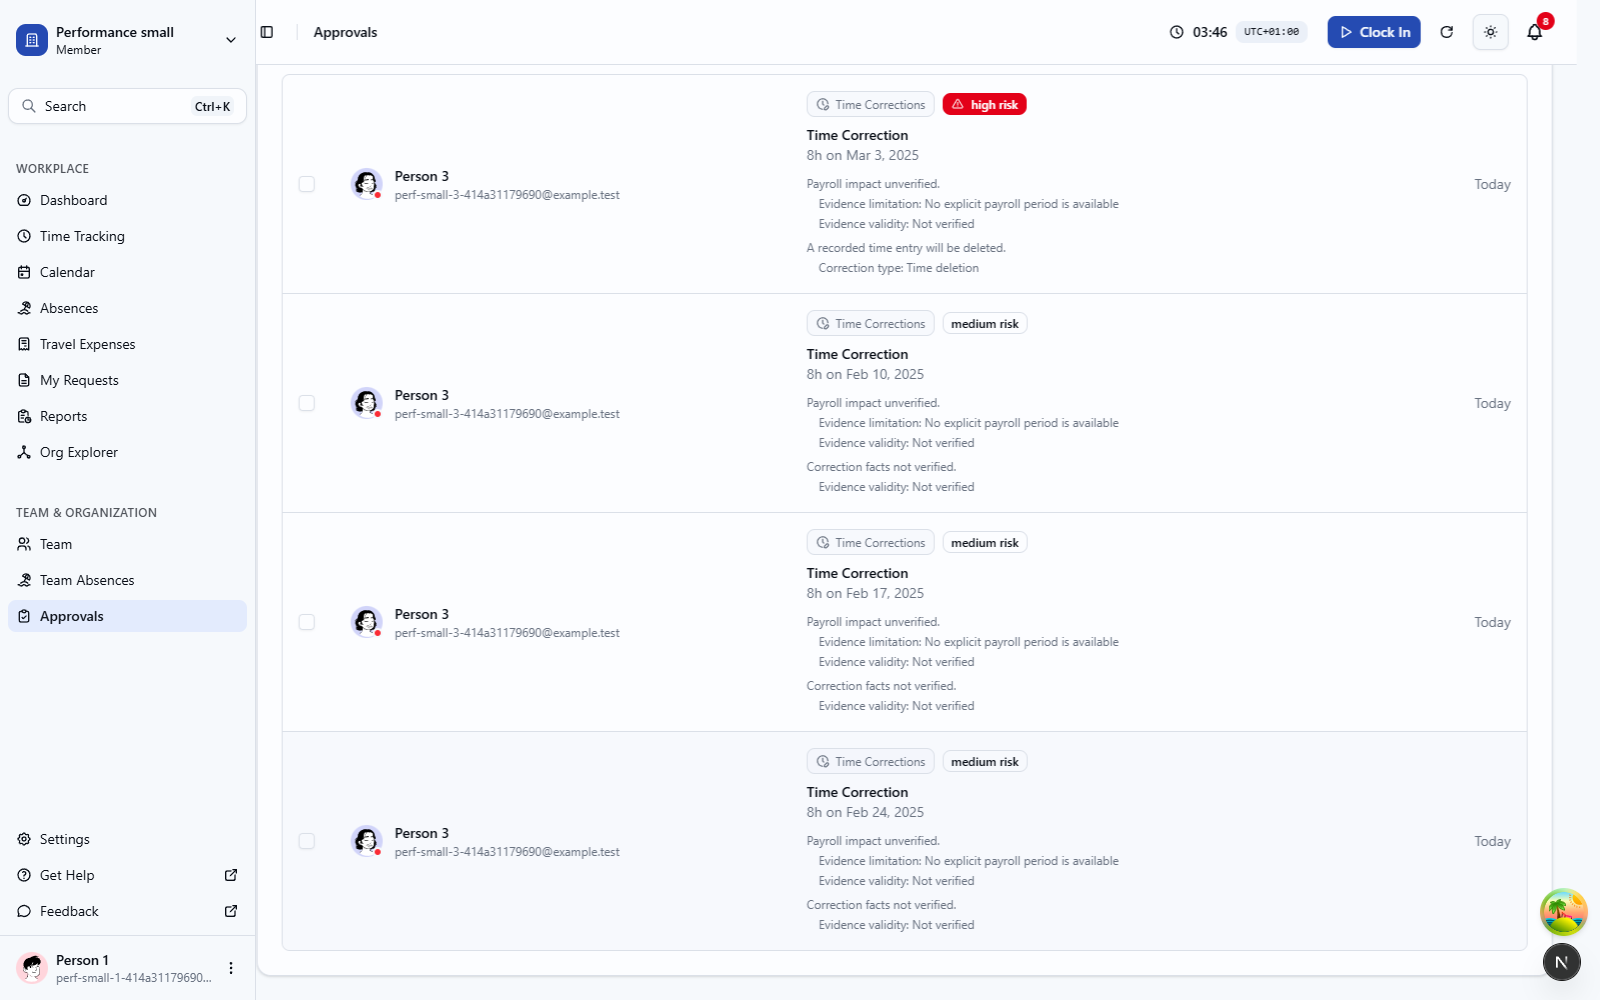 Performance small
Member
Search
Ctrl+K
WORKPLACE
Dashboard
Time Tracking
Calendar
Absences
Travel Expenses
My Requests
Reports
Org Explorer
TEAM & ORGANIZATION
Team
Team Absences
Approvals
Settings
Get Help
Feedback
Person 1
perf-small-1-414a31179690...
Approvals
03:46
UTC+01:00
Clock In
8
Time Corrections
high risk
Time Correction
8h on Mar 3, 2025
Person 3
perf-small-3-414a31179690@example.test
Payroll impact unverified.
Evidence limitation: No explicit payroll period is available
Evidence validity: Not verified
A recorded time entry will be deleted.
Correction type: Time deletion
Today
Time Corrections
medium risk
Time Correction
8h on Feb 10, 2025
Person 3
perf-small-3-414a31179690@example.test
Payroll impact unverified.
Evidence limitation: No explicit payroll period is available
Evidence validity: Not verified
Correction facts not verified.
Evidence validity: Not verified
Today
Time Corrections
medium risk
Time Correction
8h on Feb 17, 2025
Person 3
perf-small-3-414a31179690@example.test
Payroll impact unverified.
Evidence limitation: No explicit payroll period is available
Evidence validity: Not verified
Correction facts not verified.
Evidence validity: Not verified
Today
Time Corrections
medium risk
Time Correction
8h on Feb 24, 2025
Person 3
perf-small-3-414a31179690@example.test
Payroll impact unverified.
Evidence limitation: No explicit payroll period is available
Evidence validity: Not verified
Correction facts not verified.
Evidence validity: Not verified
Today
N